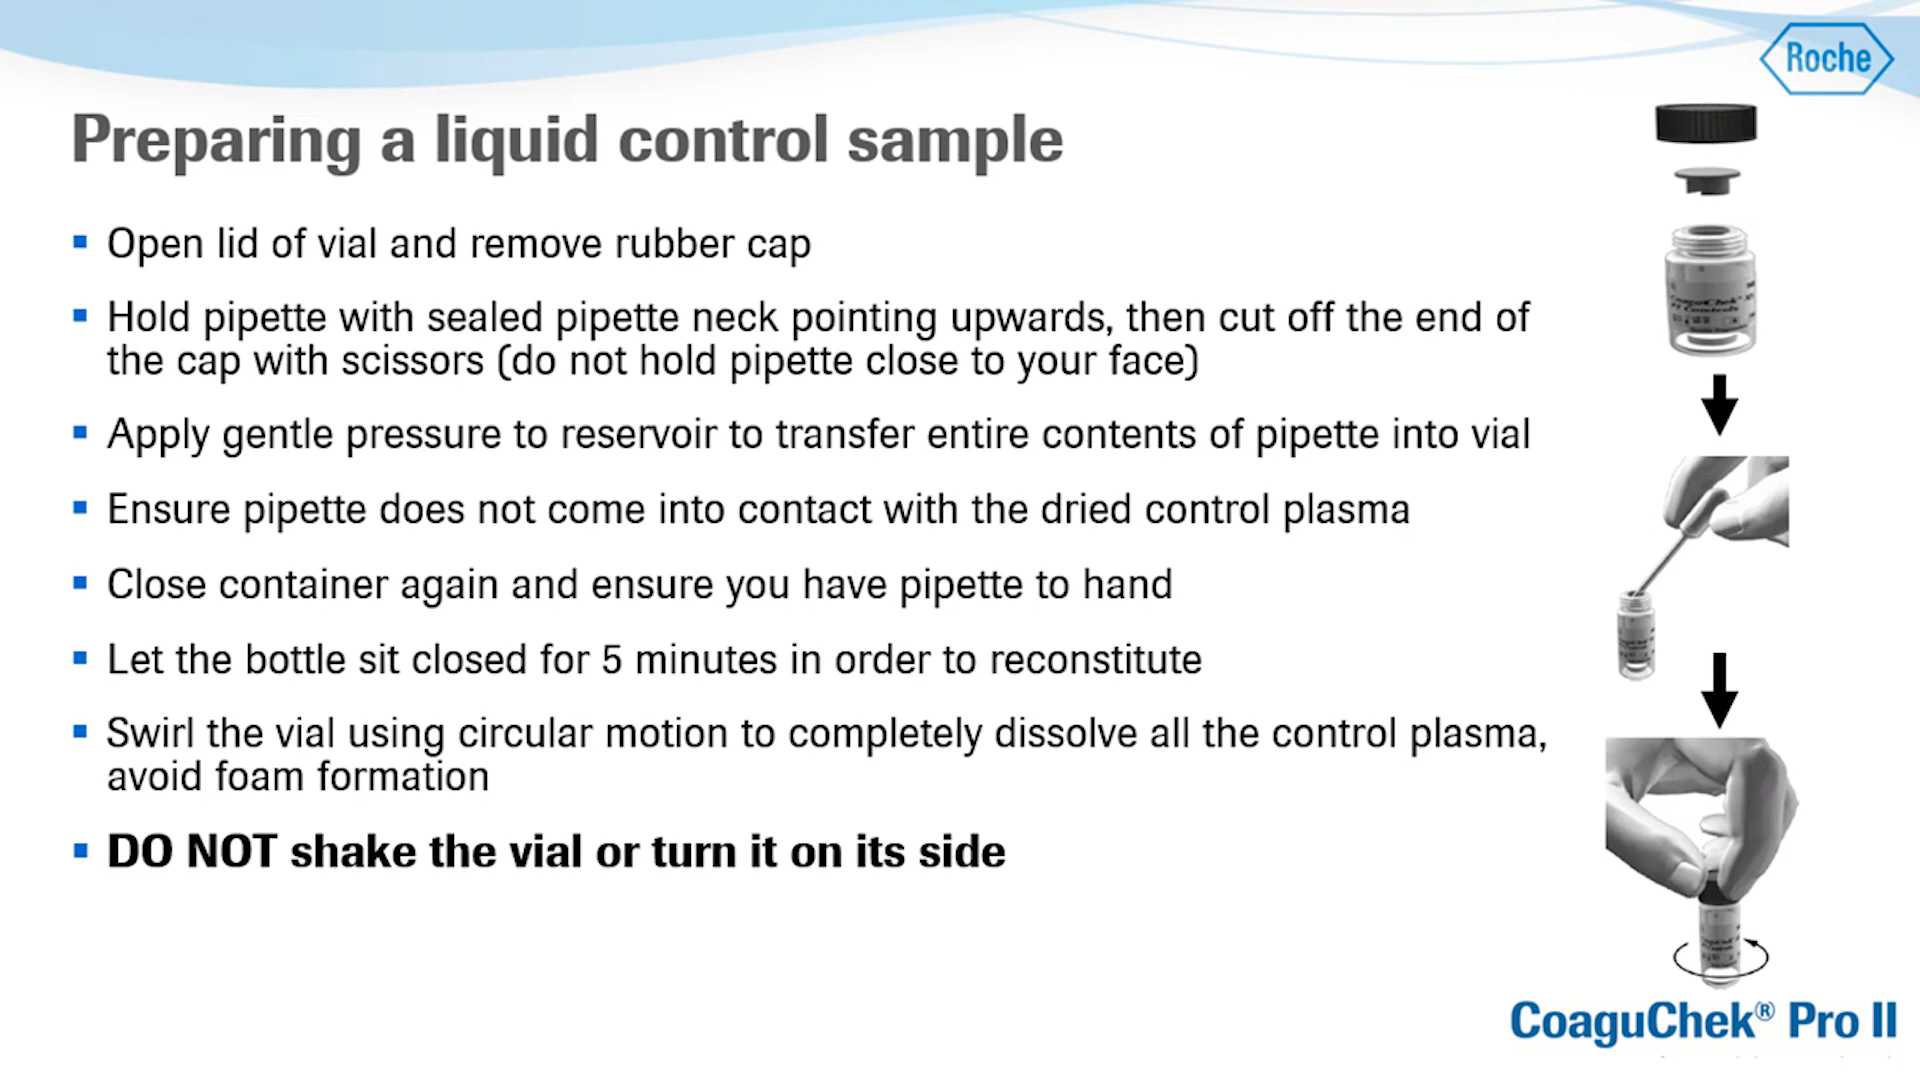 Roche
Preparing a liquid control sample
Open lid of vial and remove rubber cap
Hold pipette with sealed pipette neck pointing upwards, then cut off the end of
the cap with scissors (do not hold pipette close to your face)
Apply gentle pressure to reservoir to transfer entire contents of pipette into vial
Ensure pipette does not come into contact with the dried control plasma
Close container again and ensure you have pipette to hand
Let the bottle sit closed for 5 minutes in order to reconstitute
Swirl the vial using circular motion to completely dissolve all the control plasma,
avoid foam formation
DO NOT shake the vial or turn it on its side
CoaguChek
PT Controls
CoaguChek® Pro II